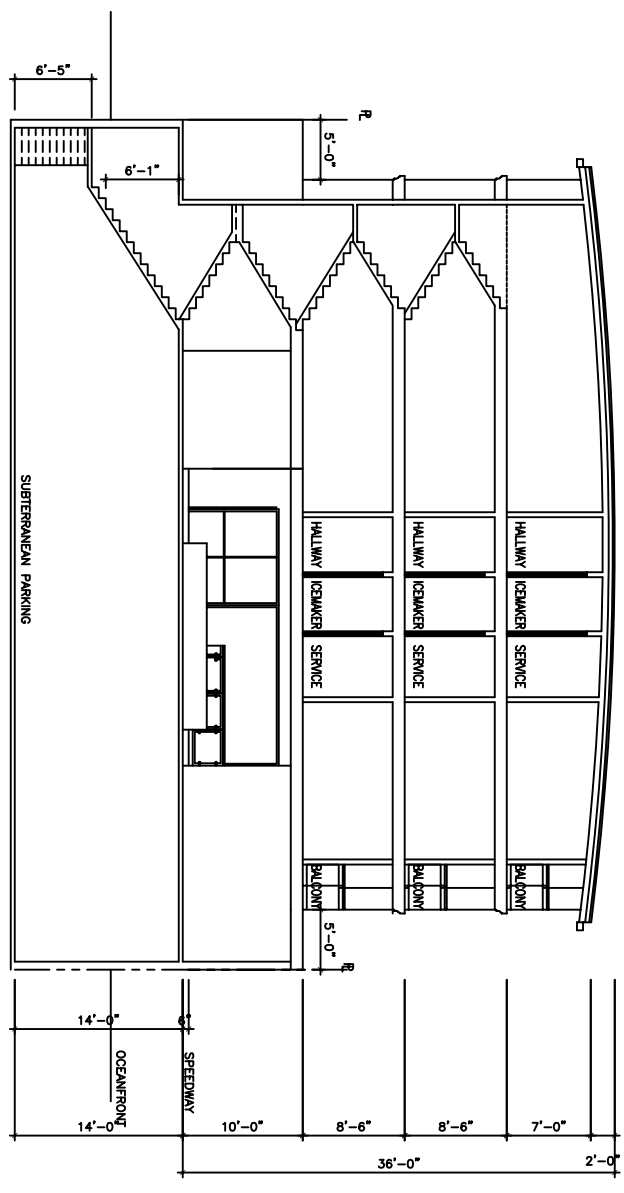 6'-5"
6'-1"
PL
5'-0"
SUBTERRANEAN PARKING
HALLWAY
ICEMAKER
SERVICE
BALCONY
HALLWAY
ICEMAKER
SERVICE
BALCONY
HALLWAY
ICEMAKER
SERVICE
BALCONY
5'-0"
PL
14'-0"
6"
OCEANFRONT
SPEEDWAY
14'-0"
10'-0"
8'-6"
8'-6"
7'-0"
2'-0"
36'-0"